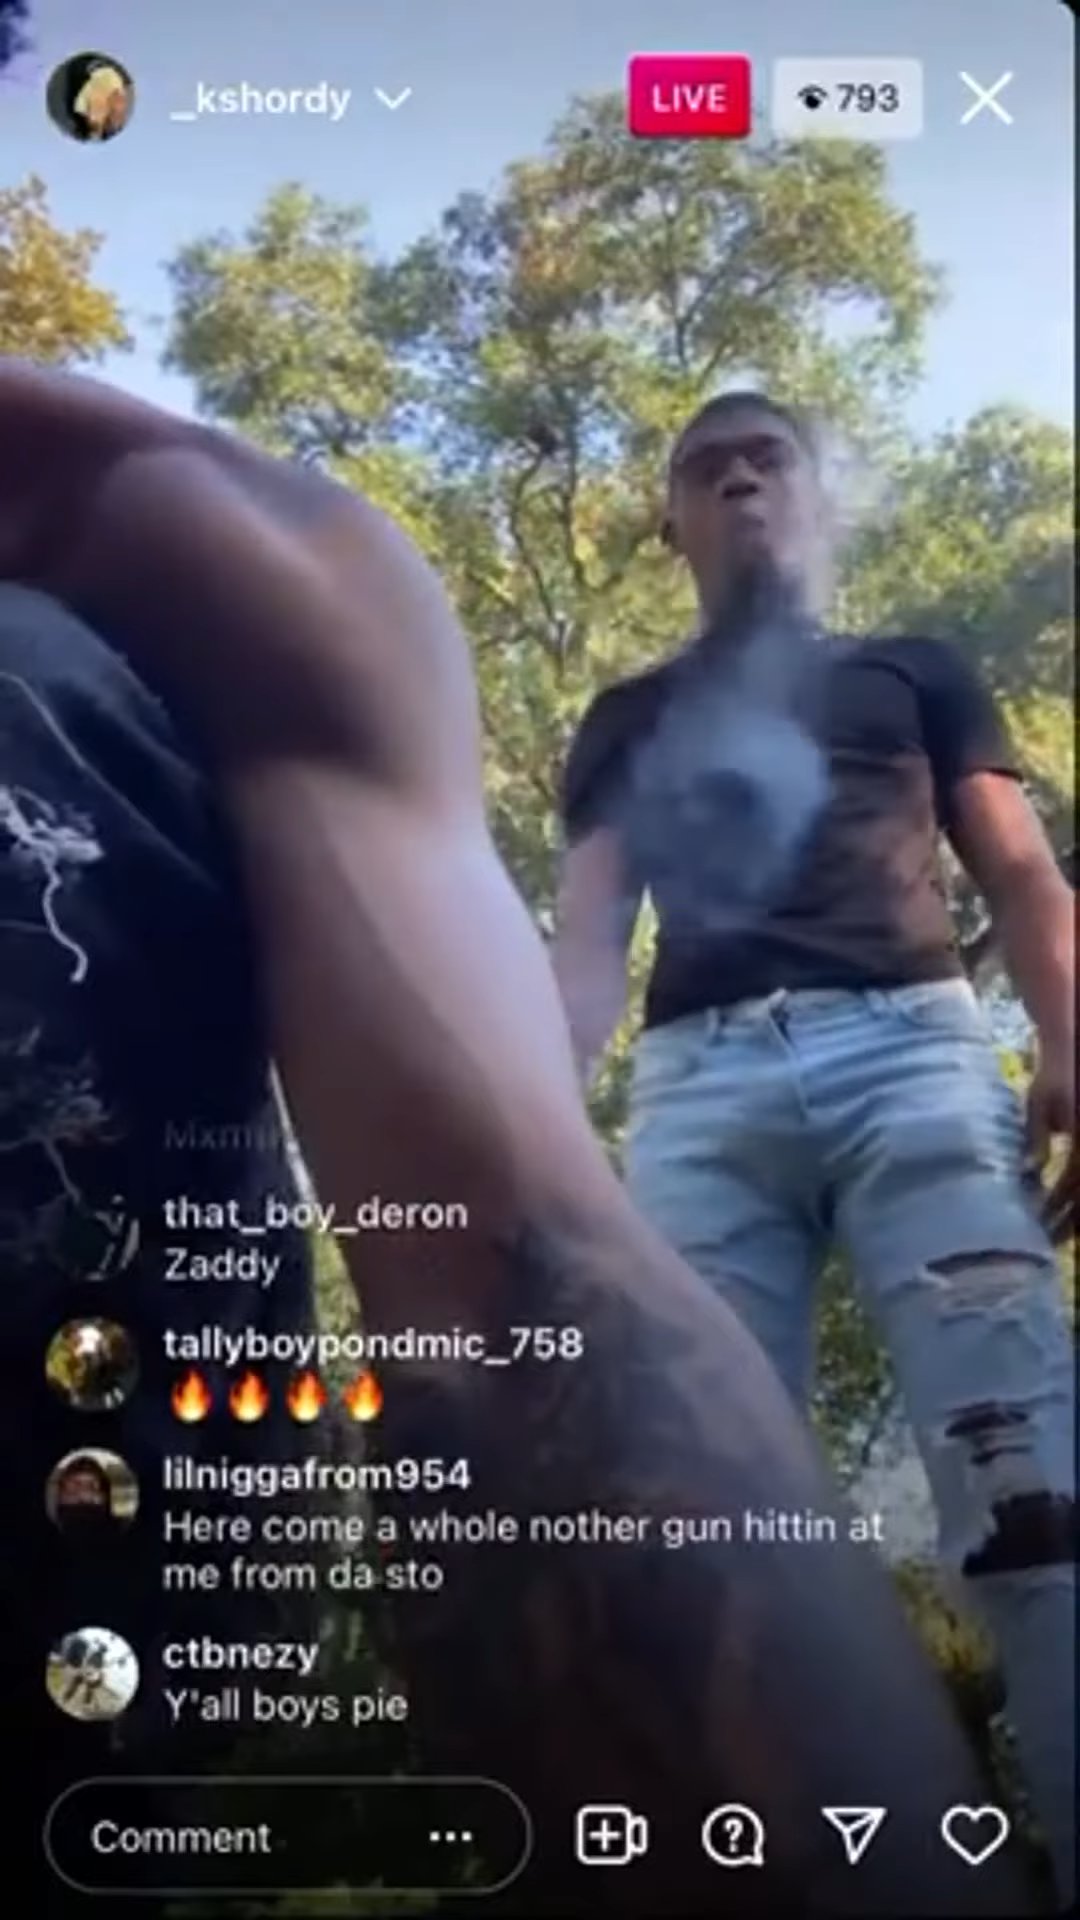 _kshordy
LIVE
793
that_boy_deron
Zaddy
tallyboypondmic_758
🔥🔥🔥🔥
lilniggafrom954
Here come a whole nother gun hittin at
me from da sto
ctbnezy
Y'all boys pie
Comment